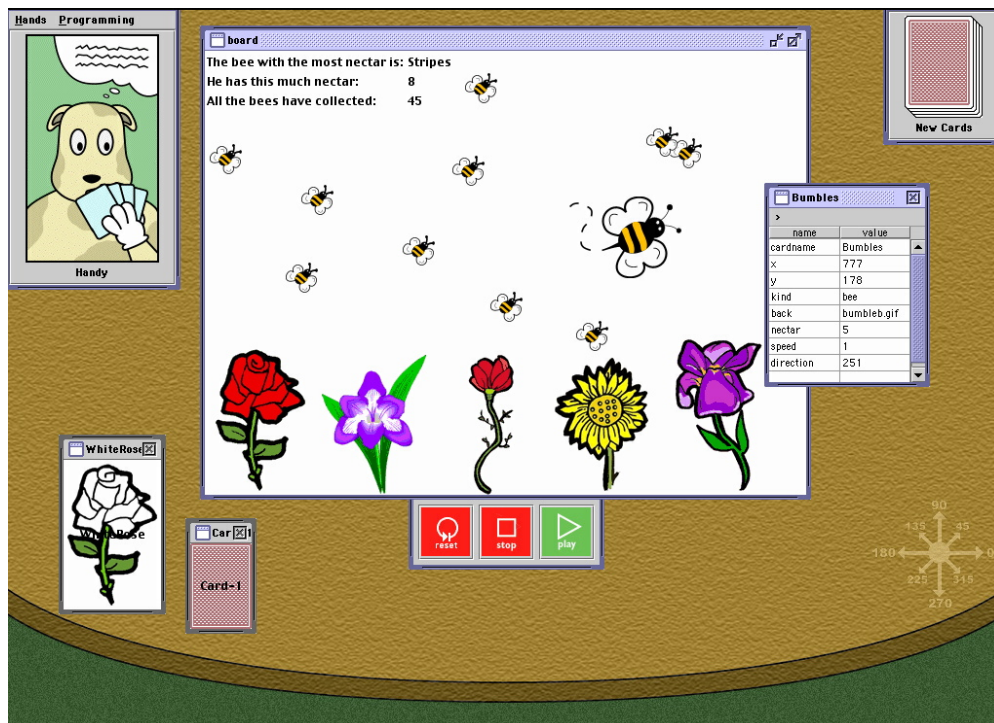 Hands Programming
Handy
board
The bee with the most nectar is: Stripes
He has this much nectar: 8
All the bees have collected: 45
New Cards
Bumbles
>
name value
cardname Bumbles
x 777
y 178
kind bee
back bumbleb.gif
nectar 5
speed 1
direction 251
WhiteRose
WhiteRose
Car 1
Card-1
reset stop play
90
135 45
180 0
225 315
270